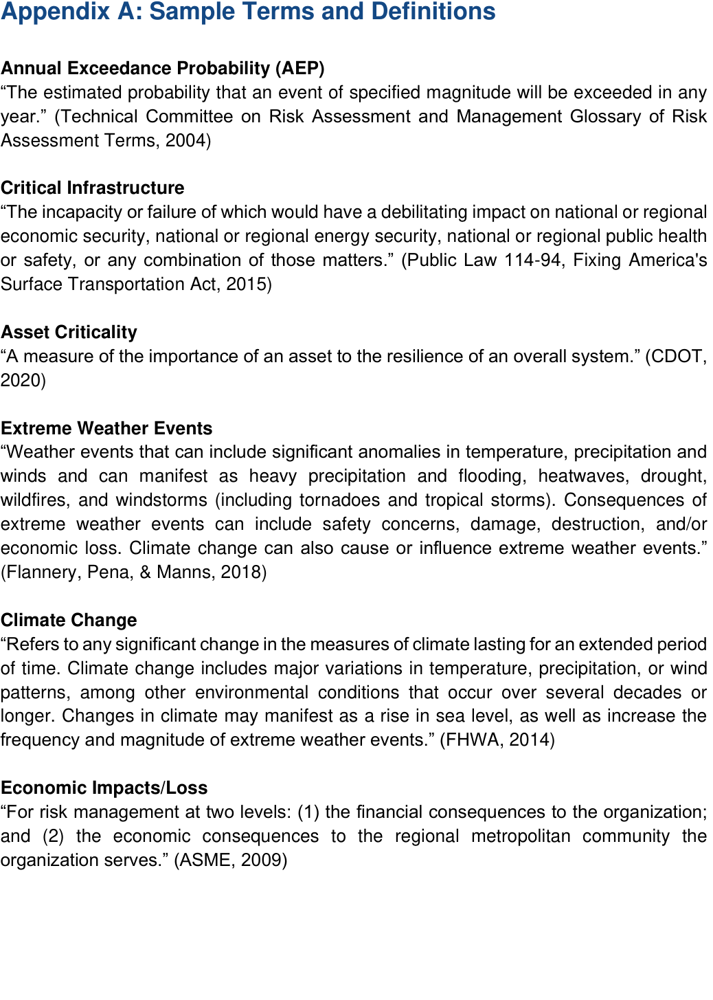 Appendix A: Sample Terms and Definitions
Annual Exceedance Probability (AEP)
“The estimated probability that an event of specified magnitude will be exceeded in any
year.” (Technical Committee on Risk Assessment and Management Glossary of Risk
Assessment Terms, 2004)
Critical Infrastructure
“The incapacity or failure of which would have a debilitating impact on national or regional
economic security, national or regional energy security, national or regional public health
or safety, or any combination of those matters.” (Public Law 114-94, Fixing America's
Surface Transportation Act, 2015)
Asset Criticality
“A measure of the importance of an asset to the resilience of an overall system.” (CDOT,
2020)
Extreme Weather Events
“Weather events that can include significant anomalies in temperature, precipitation and
winds and can manifest as heavy precipitation and flooding, heatwaves, drought,
wildfires, and windstorms (including tornadoes and tropical storms). Consequences of
extreme weather events can include safety concerns, damage, destruction, and/or
economic loss. Climate change can also cause or influence extreme weather events.”
(Flannery, Pena, & Manns, 2018)
Climate Change
“Refers to any significant change in the measures of climate lasting for an extended period
of time. Climate change includes major variations in temperature, precipitation, or wind
patterns, among other environmental conditions that occur over several decades or
longer. Changes in climate may manifest as a rise in sea level, as well as increase the
frequency and magnitude of extreme weather events.” (FHWA, 2014)
Economic Impacts/Loss
“For risk management at two levels: (1) the financial consequences to the organization;
and (2) the economic consequences to the regional metropolitan community the
organization serves.” (ASME, 2009)